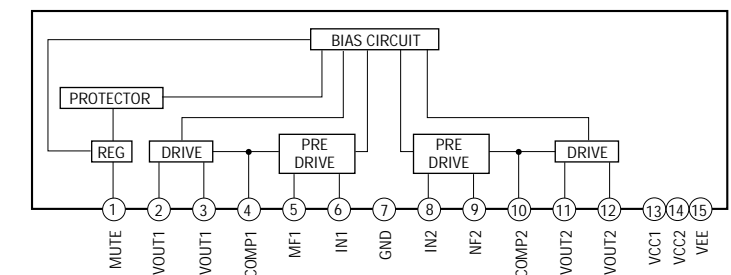 BIAS CIRCUIT
PROTECTOR
REG
DRIVE
PRE
DRIVE
PRE
DRIVE
DRIVE
1
2
3
4
5
6
7
8
9
10
11
12
13
14
15
MUTE
VOUT1
VOUT1
COMP1
MF1
IN1
GND
IN2
NF2
COMP2
VOUT2
VOUT2
VCC1
VCC2
VEE